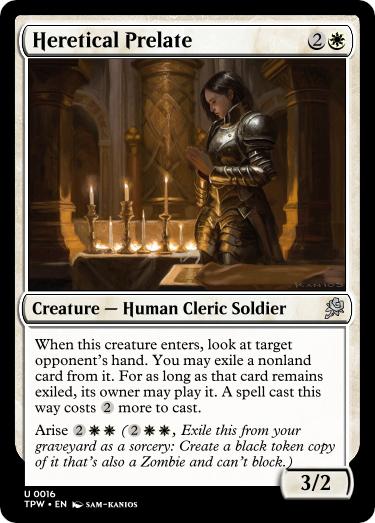 Heretical Prelate 2
KANIOS
Creature — Human Cleric Soldier
When this creature enters, look at target
opponent's hand. You may exile a nonland
card from it. For as long as that card remains
exiled, its owner may play it. A spell cast this
way costs 2 more to cast.
Arise 2 (2, Exile this from your
graveyard as a sorcery: Create a black token copy
of it that's also a Zombie and can't block.)
3/2
U 0016
TPW • EN SAM-KANIOS